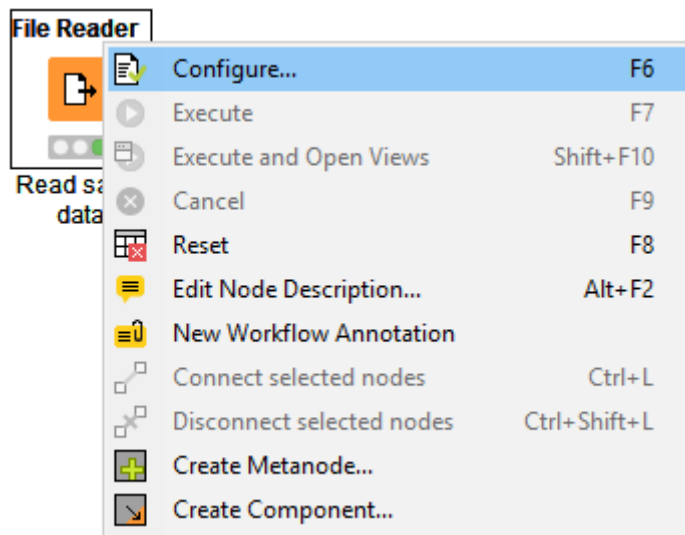 File Reader
Configure... F6
Execute F7
Execute and Open Views Shift+F10
Cancel F9
Read
data
Reset F8
Edit Node Description... Alt+F2
New Workflow Annotation
Connect selected nodes Ctrl+L
Disconnect selected nodes Ctrl+Shift+L
Create Metanode...
Create Component...